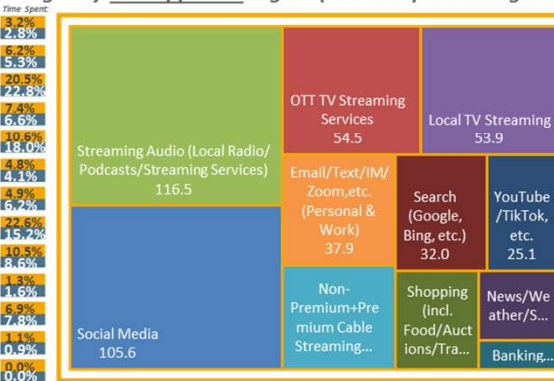 Time Spent:
3.2%
2.8%
6.2%
5.3%
20.5%
22.8%
7.4%
6.6%
10.6%
18.0%
4.8%
4.1%
4.9%
6.2%
22.6%
15.2%
10.5%
8.6%
1.3%
1.6%
6.9%
7.8%
1.1%
0.9%
0.0%
0.0%
Streaming Audio (Local Radio/
Podcasts/Streaming Services)
116.5
Social Media
105.6
OTT TV Streaming
Services
54.5
Local TV Streaming
53.9
Email/Text/IM/
Zoom,etc.
(Personal &
Work)
37.9
Search
(Google,
Bing, etc.)
32.0
YouTube
/TikTok,
etc.
25.1
Non-
Premium+Pre
mium Cable
Streaming...
Shopping
(incl.
Food/Auct
ions/Tra...
News/We
ather/S...
Banking...